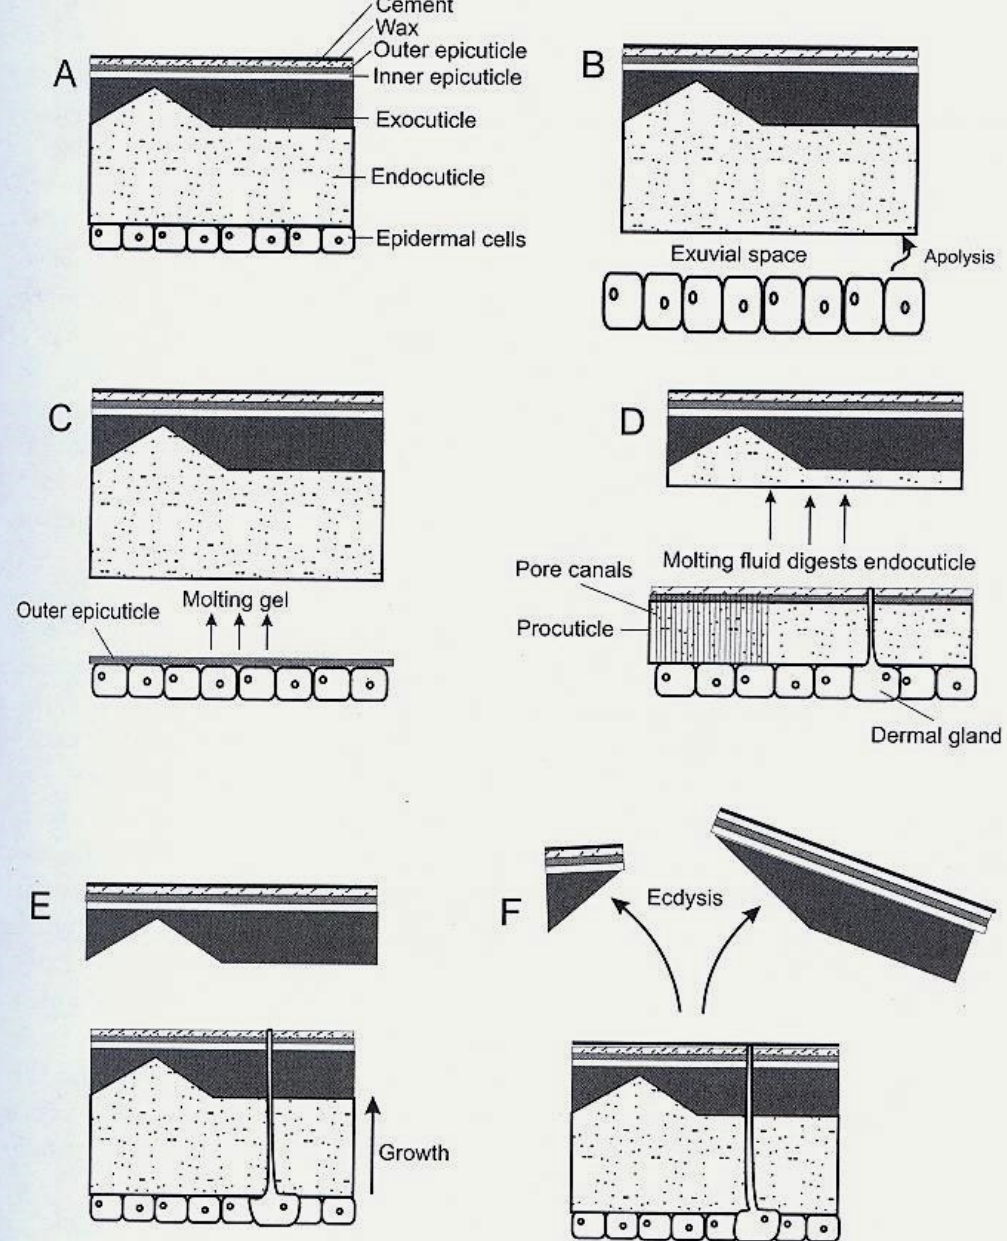 Cement
Wax
Outer epicuticle
Inner epicuticle
Exocuticle
Endocuticle
Epidermal cells
A
B
Exuvial space
Apolysis
C
Outer epicuticle
Molting gel
D
Molting fluid digests endocuticle
Pore canals
Procuticle
Dermal gland
E
Growth
F
Ecdysis